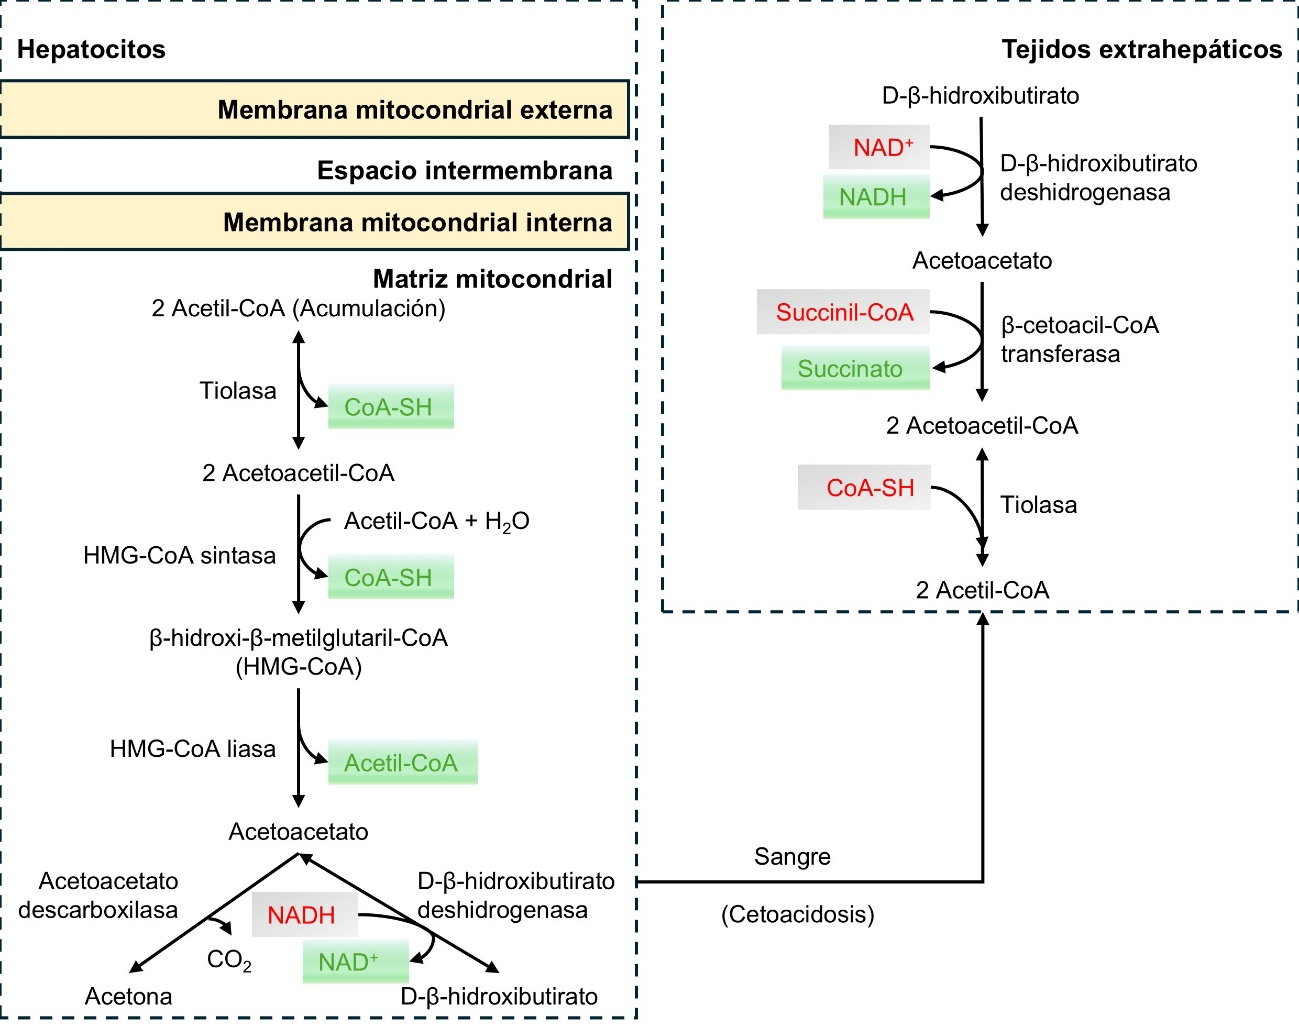 Hepatocitos
Membrana mitocondrial externa
Espacio intermembrana
Membrana mitocondrial interna
Matriz mitocondrial
2 Acetil-CoA (Acumulación)
Tiolasa
CoA-SH
2 Acetoacetil-CoA
Acetil-CoA + H₂O
HMG-CoA sintasa
CoA-SH
β-hidroxi-β-metilglutaril-CoA
(HMG-CoA)
HMG-CoA liasa
Acetil-CoA
Acetoacetato
Acetoacetato
descarboxilasa
D-β-hidroxibutirato
deshidrogenasa
NADH
NAD⁺
CO₂
Acetona
D-β-hidroxibutirato
Sangre
(Cetoacidosis)
Tejidos extrahepáticos
D-β-hidroxibutirato
NAD⁺
NADH
D-β-hidroxibutirato
deshidrogenasa
Acetoacetato
Succinil-CoA
Succinato
β-cetoacil-CoA
transferasa
2 Acetoacetil-CoA
CoA-SH
Tiolasa
2 Acetil-CoA